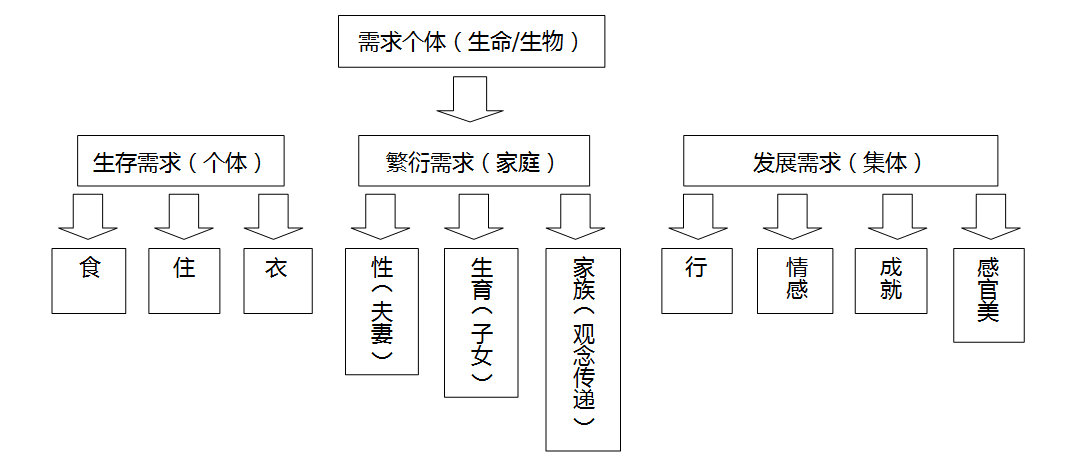 需求个体（生命/生物）
生存需求（个体）
繁衍需求（家庭）
发展需求（集体）
食
住
衣
性（夫妻）
生育（子女）
家族（观念传递）
行
情感
成就
感官美